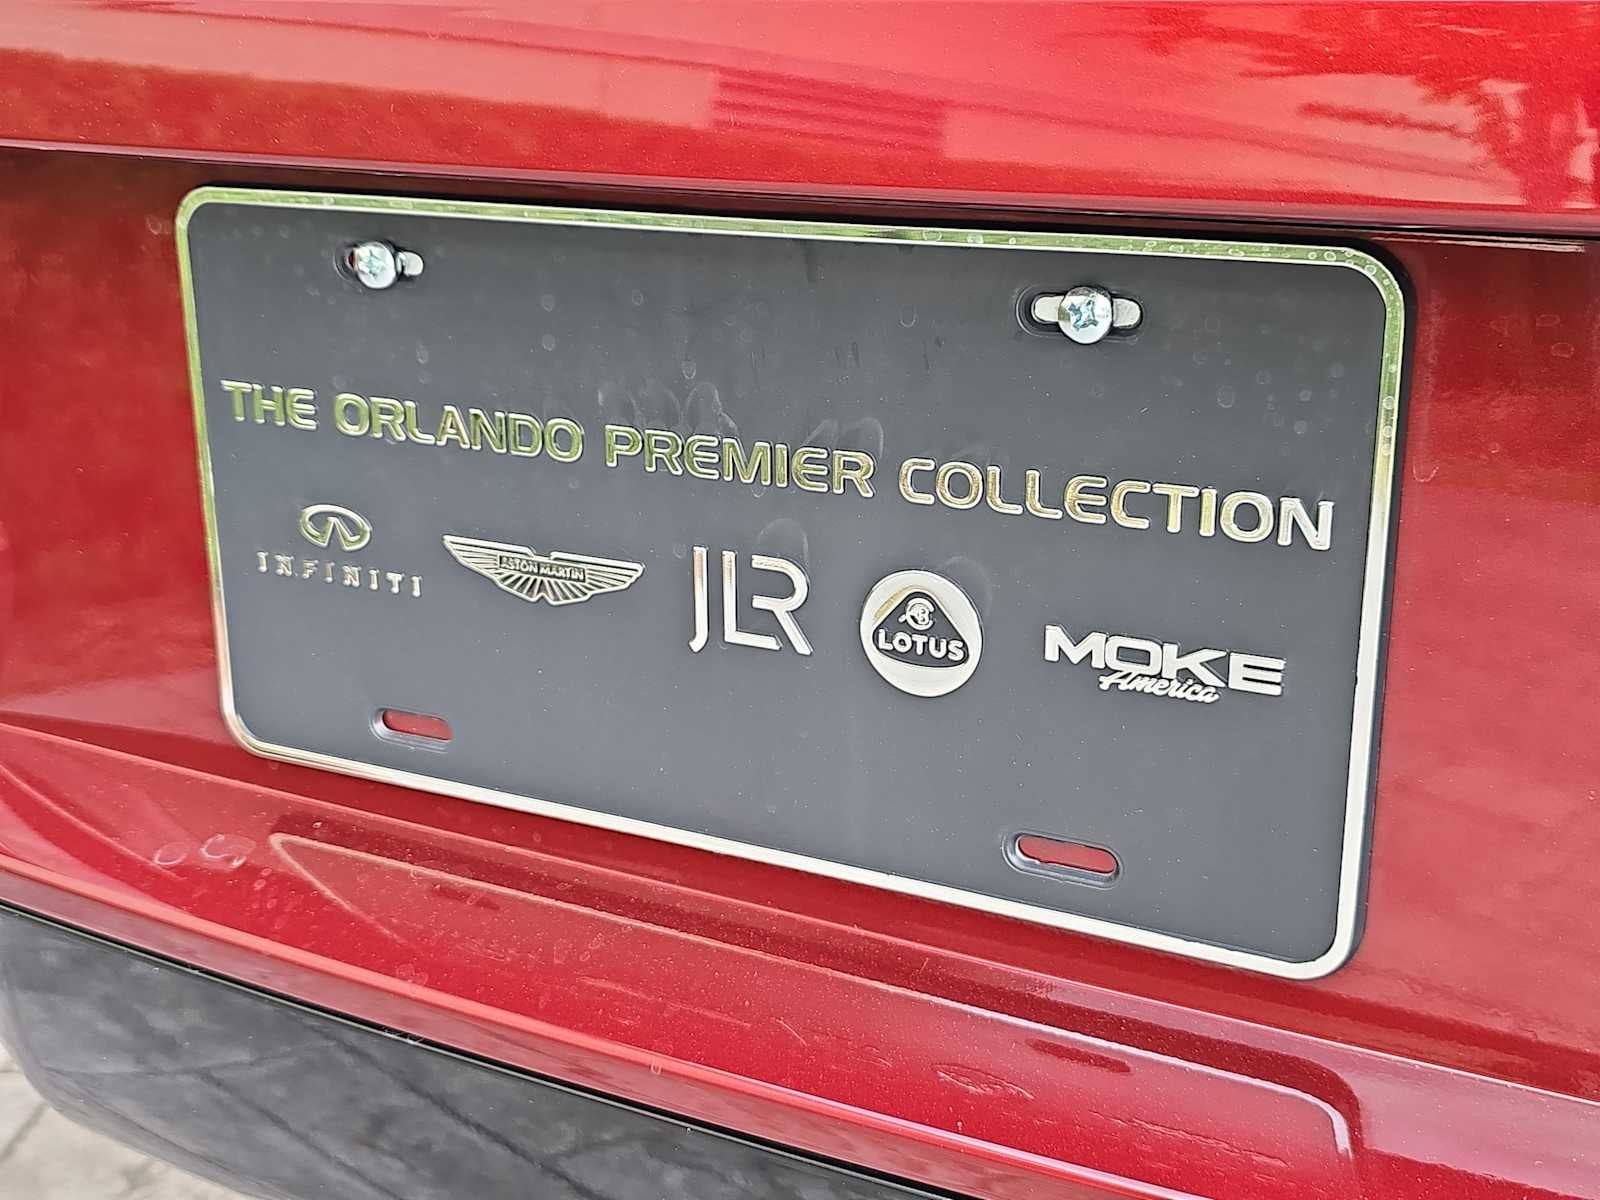 THE ORLANDO PREMIER COLLECTION
INFINITI
ASTON MARTIN
JLR
LOTUS
MOKE
America